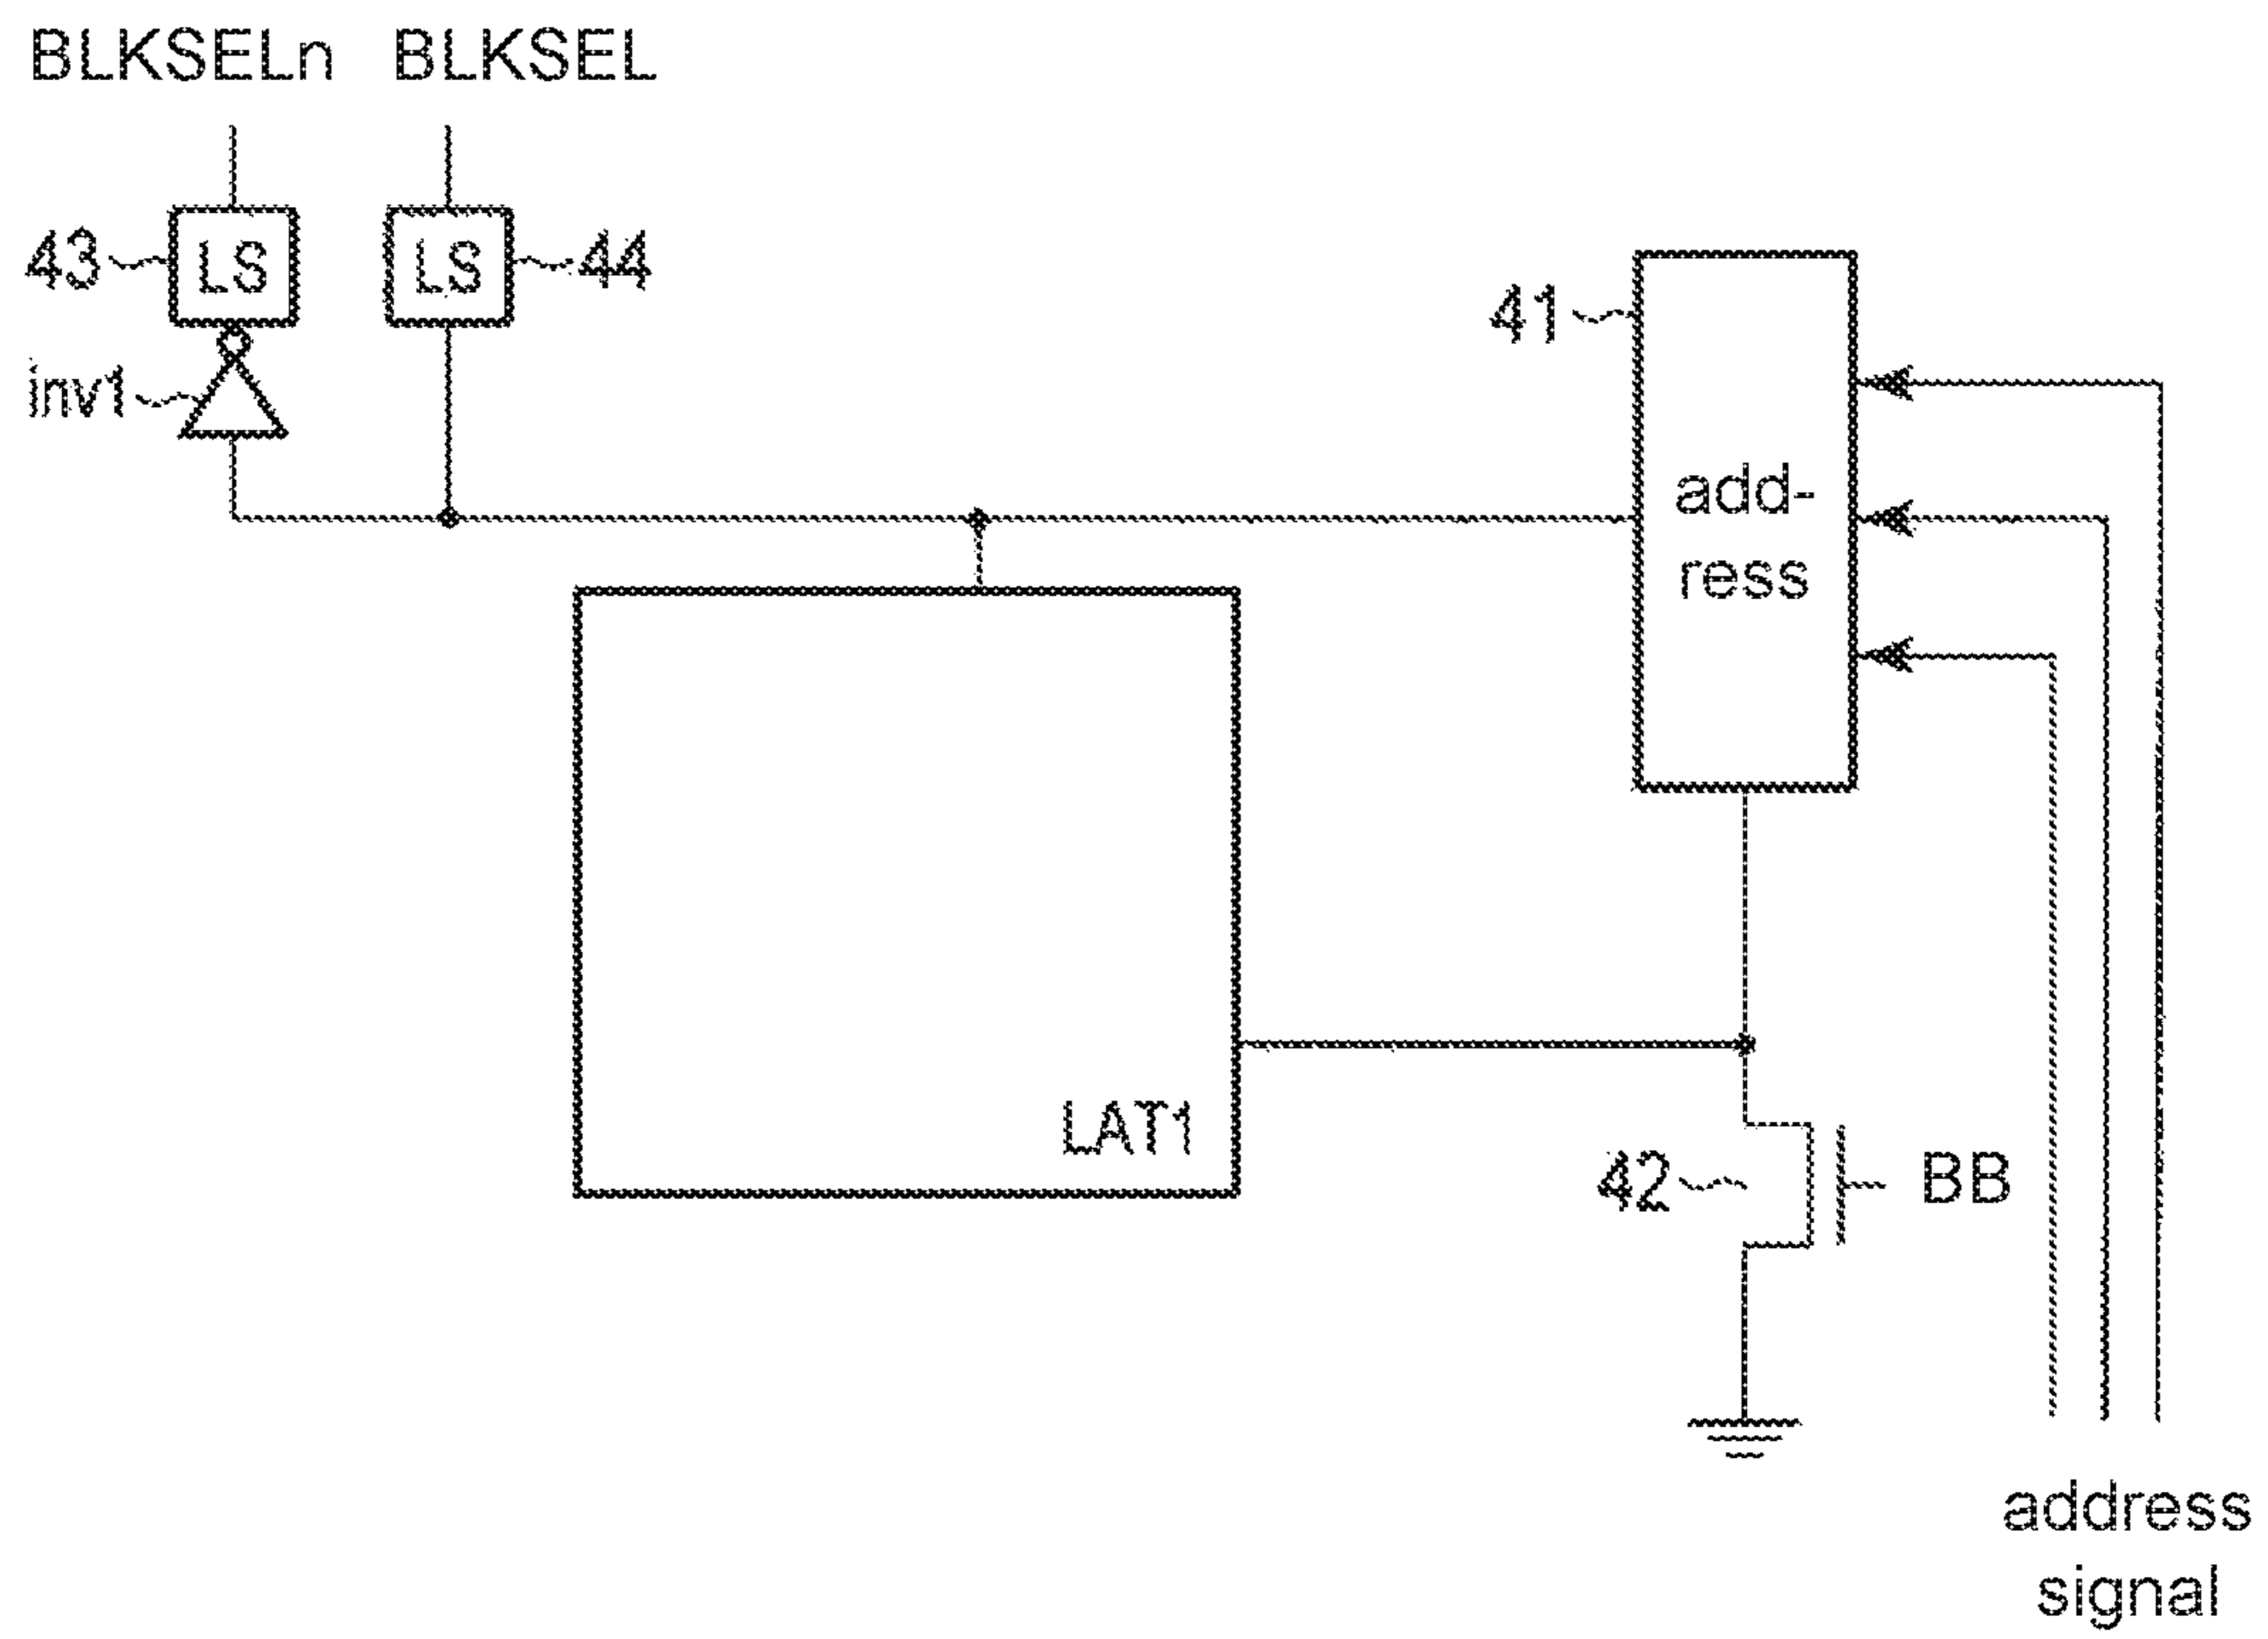 BLKSELn BLKSEL
43 LS LS 44
41
inv1
add-
ress
LAT1
42 BB
address
signal